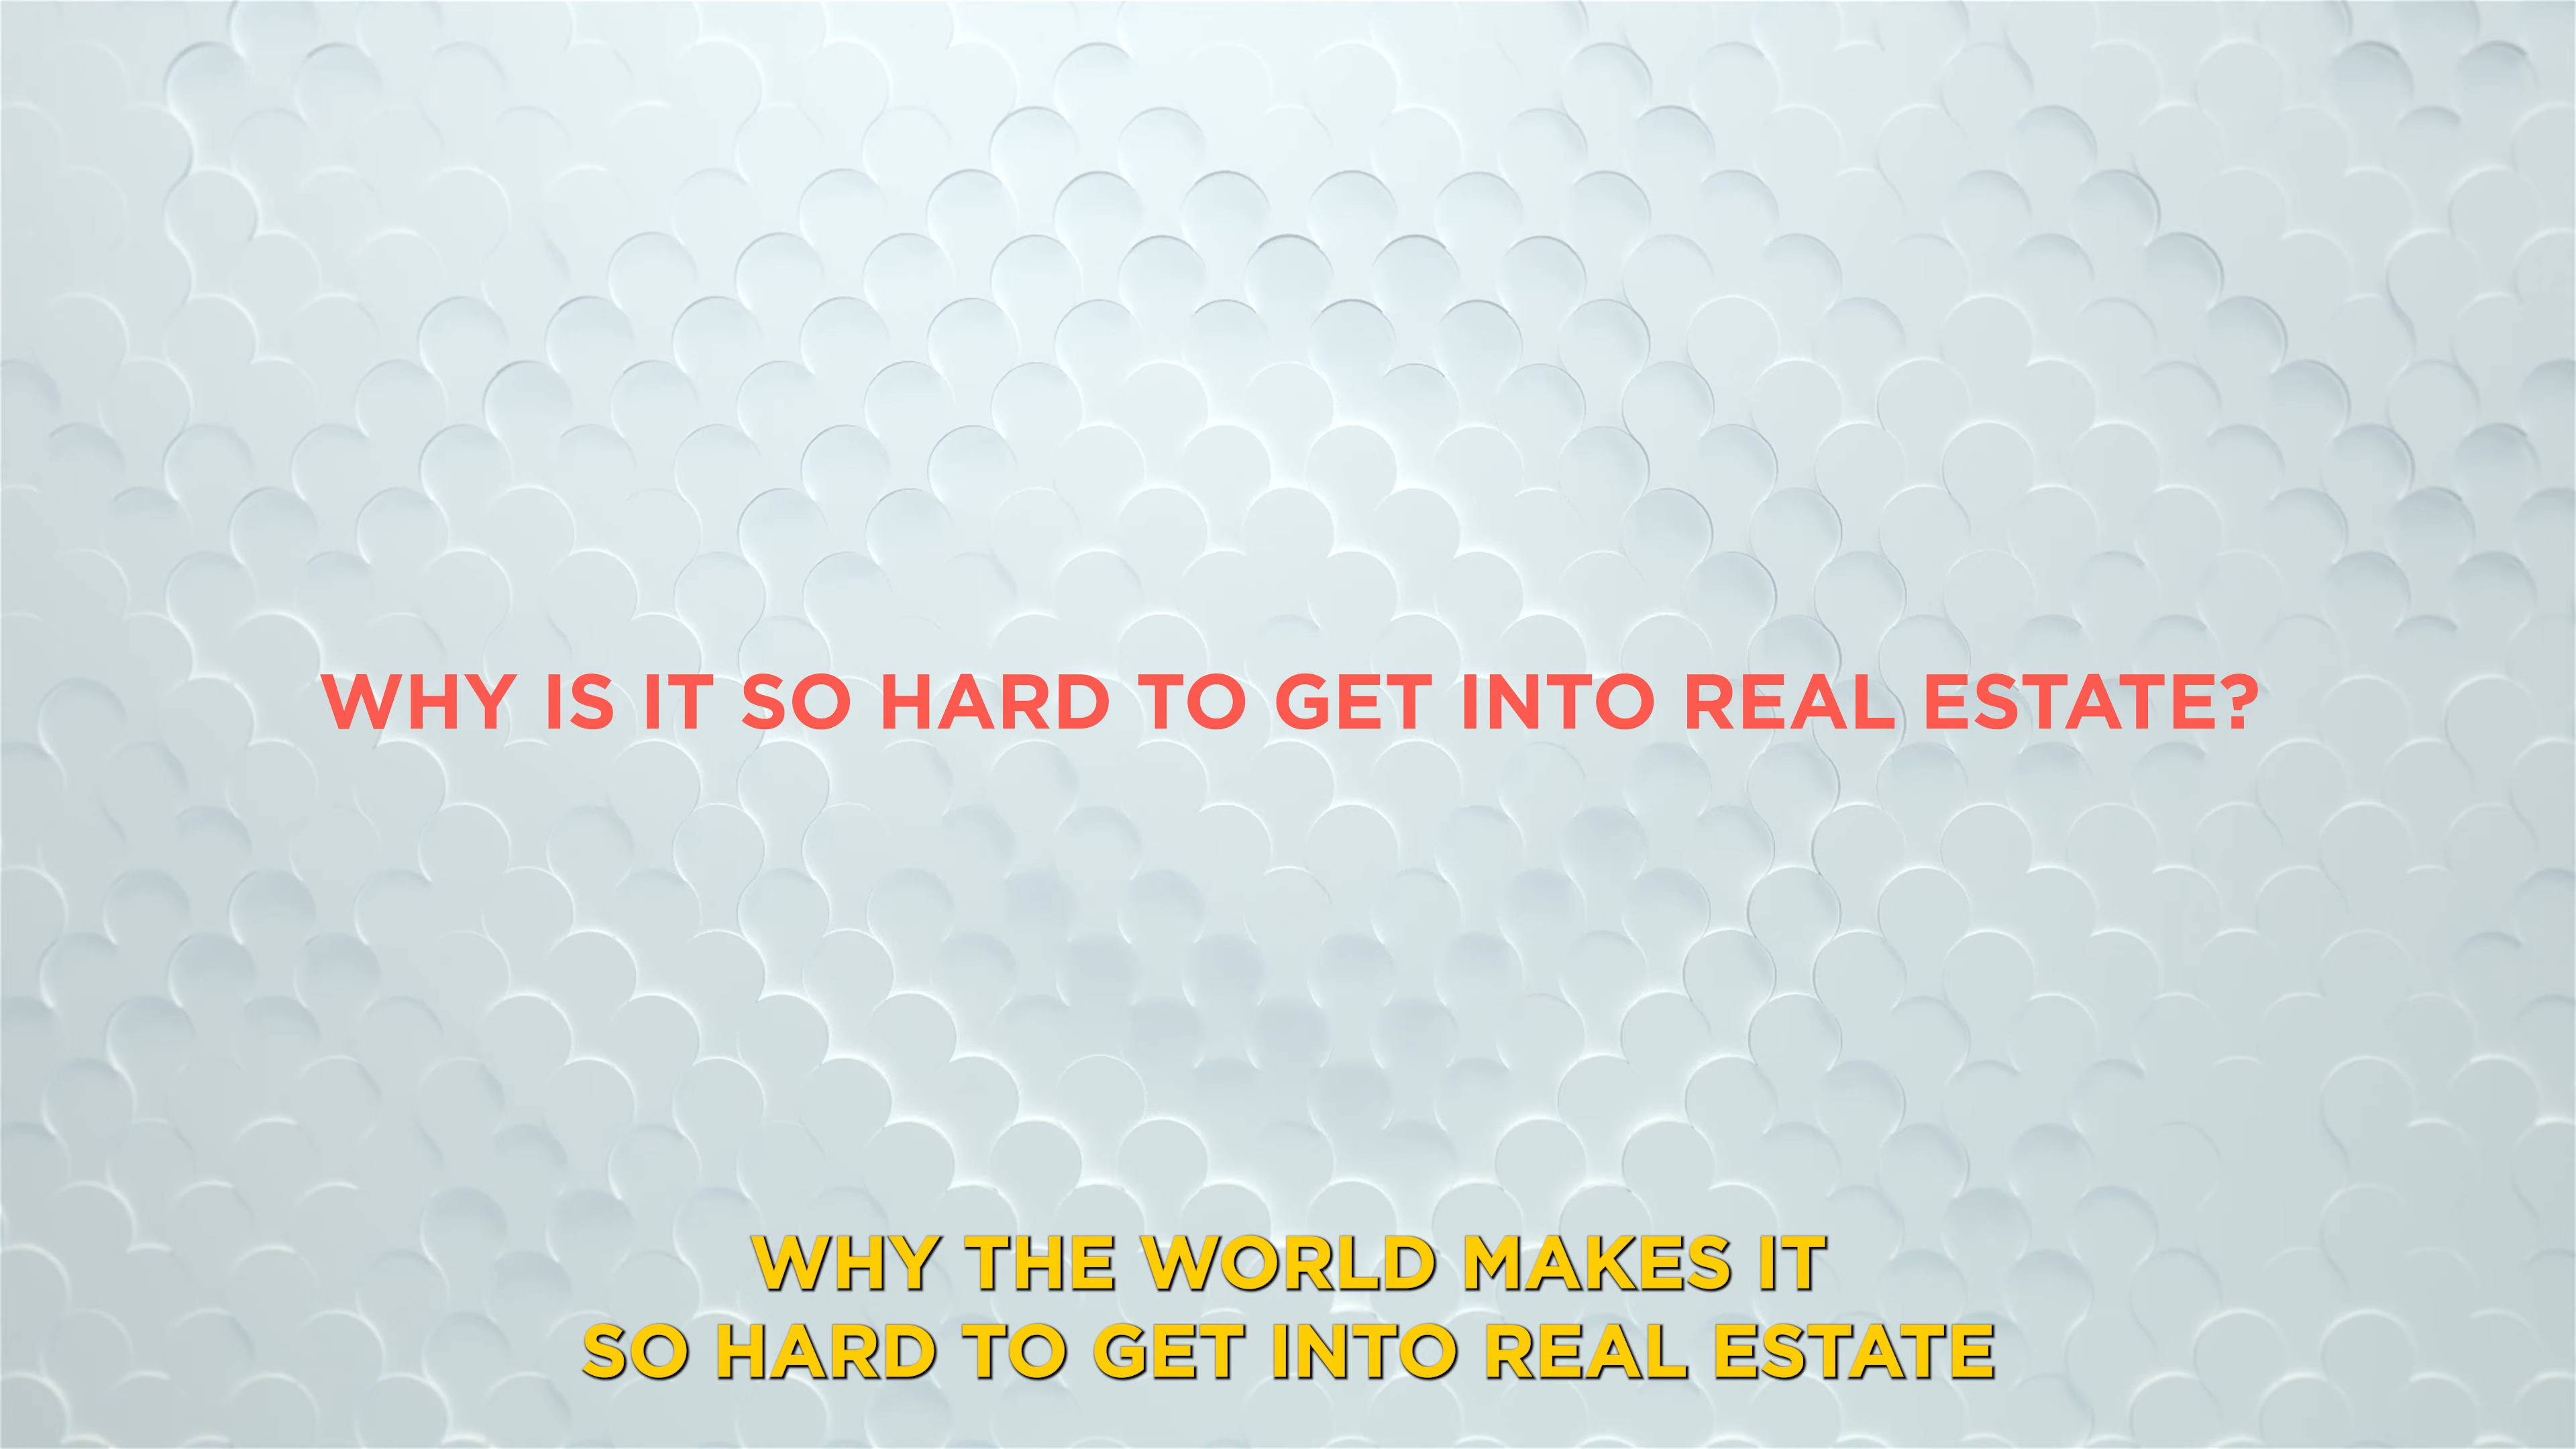 WHY IS IT SO HARD TO GET INTO REAL ESTATE?
WHY THE WORLD MAKES IT
SO HARD TO GET INTO REAL ESTATE